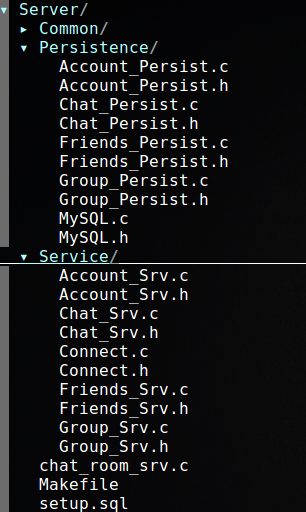 ▾ Server/
▸ Common/
▾ Persistence/
Account_Persist.c
Account_Persist.h
Chat_Persist.c
Chat_Persist.h
Friends_Persist.c
Friends_Persist.h
Group_Persist.c
Group_Persist.h
MySQL.c
MySQL.h
▾ Service/
Account_Srv.c
Account_Srv.h
Chat_Srv.c
Chat_Srv.h
Connect.c
Connect.h
Friends_Srv.c
Friends_Srv.h
Group_Srv.c
Group_Srv.h
chat_room_srv.c
Makefile
setup.sql